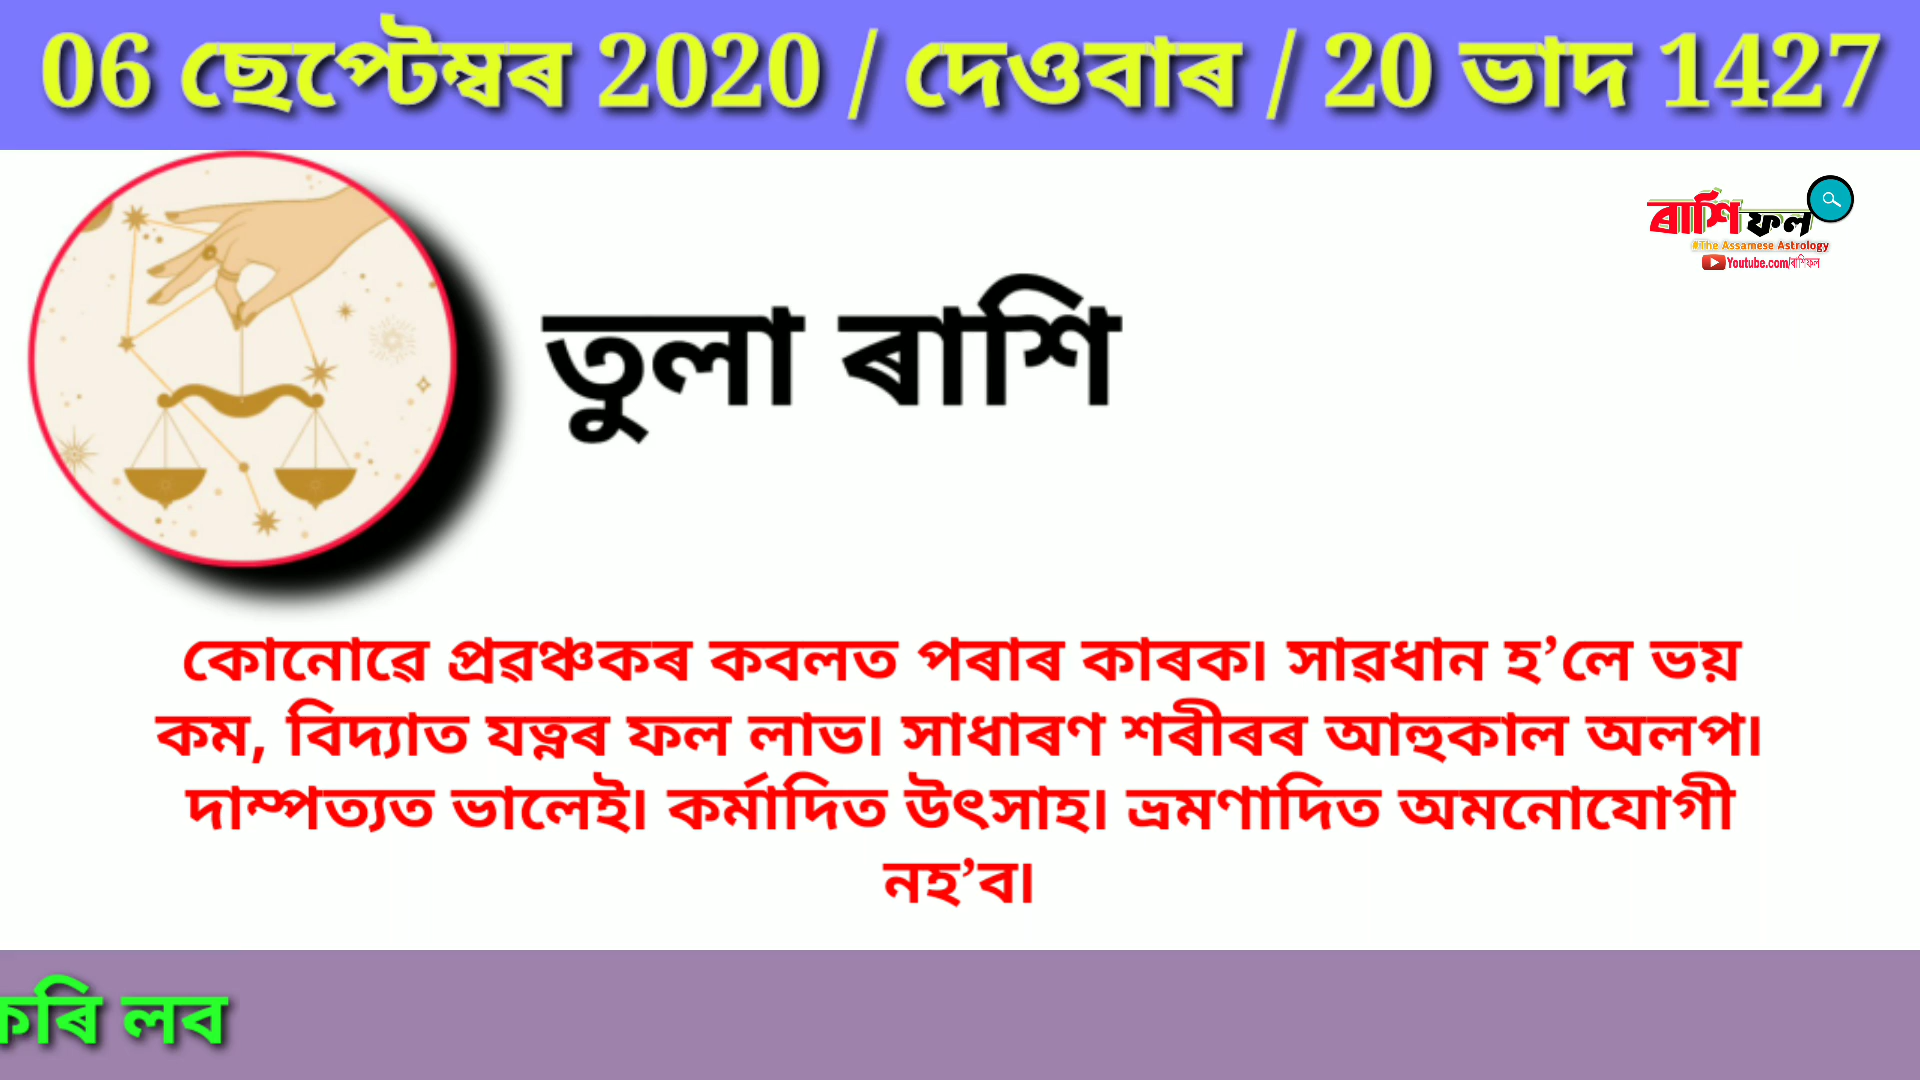 06 ছেপ্টেম্বৰ 2020 / দেওবাৰ / 20 ভাদ 1427
ৰাশি ফল
#The Assamese Astrology
Youtube.com/ৰাশিফল
তুলা ৰাশি
কোনোৱে প্ৰৱঞ্চকৰ কবলত পৰাৰ কাৰক। সাৱধান হ’লে ভয়
কম, বিদ্যাত যত্নৰ ফল লাভ। সাধাৰণ শৰীৰৰ আহুকাল অলপ।
দাম্পত্যত ভালেই। কৰ্মাদিত উৎসাহ। ভ্ৰমণাদিত অমনোযোগী
নহ’ব।
কৰি লব